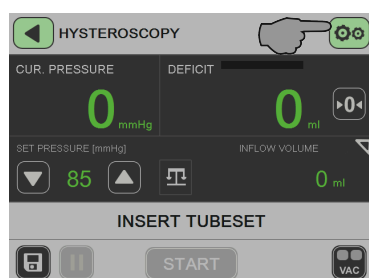 HYSTEROSCOPY
CUR. PRESSURE DEFICIT
0 mmHg 0 ml 0
SET PRESSURE [mmHg] INFLOW VOLUME
85 0 ml
INSERT TUBESET
START VAC